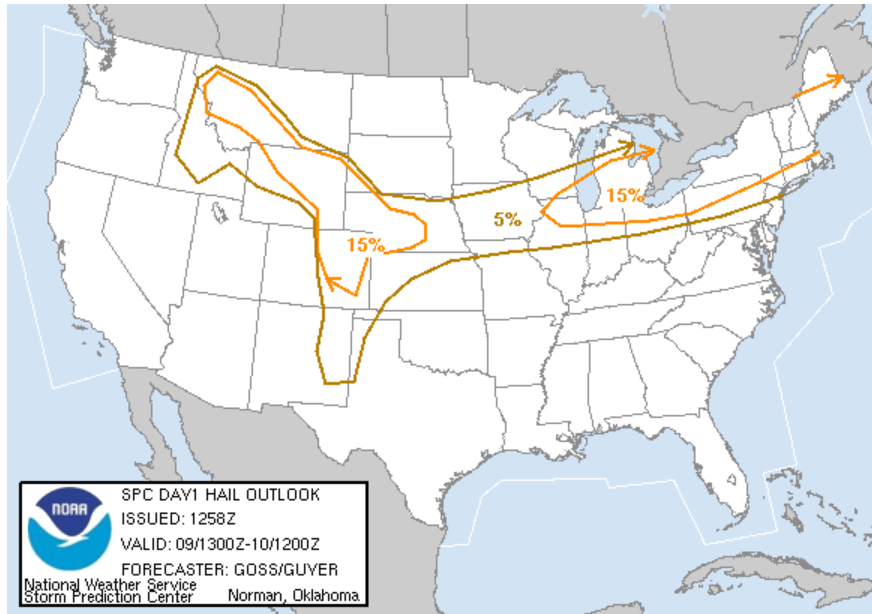 15%
5%
15%
NOAA
SPC DAY1 HAIL OUTLOOK
ISSUED: 1258Z
VALID: 09/1300Z-10/1200Z
FORECASTER: GOSS/GUYER
National Weather Service
Storm Prediction Center Norman, Oklahoma